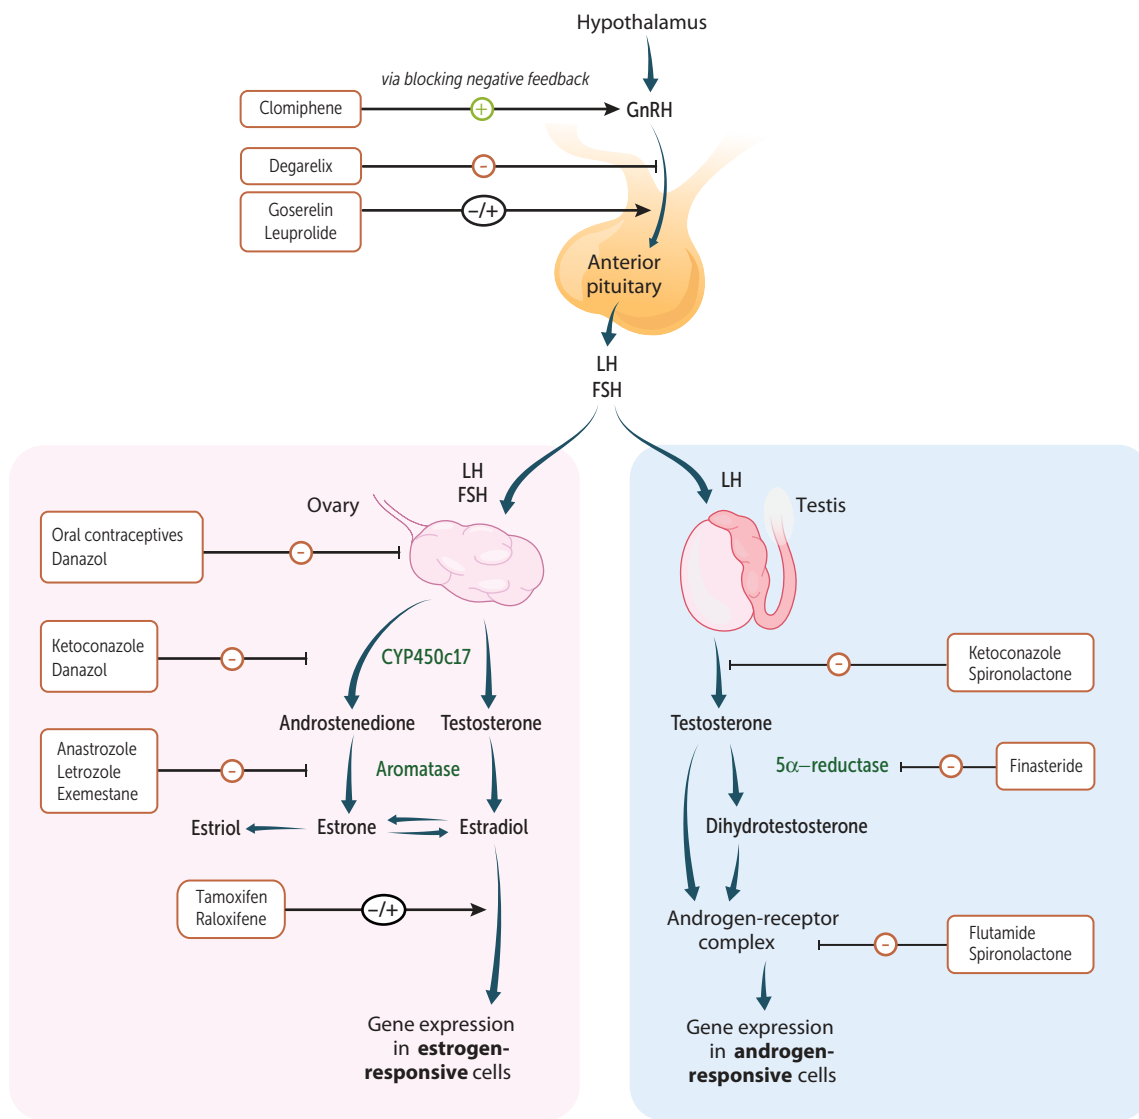 Hypothalamus
via blocking negative feedback
Clomiphene
+
GnRH
Degarelix
-
Goserelin
Leuprolide
−/+
Anterior
pituitary
LH
FSH
LH
FSH
Ovary
Oral contraceptives
Danazol
-
Ketoconazole
Danazol
-
CYP450c17
Androstenedione
Testosterone
Anastrozole
Letrozole
Exemestane
-
Aromatase
Estriol
Estrone
Estradiol
Tamoxifen
Raloxifene
−/+
Gene expression
in estrogen-
responsive cells
LH
Testis
-
Ketoconazole
Spironolactone
Testosterone
5α−reductase
-
Finasteride
Dihydrotestosterone
Androgen-receptor
complex
-
Flutamide
Spironolactone
Gene expression
in androgen-
responsive cells